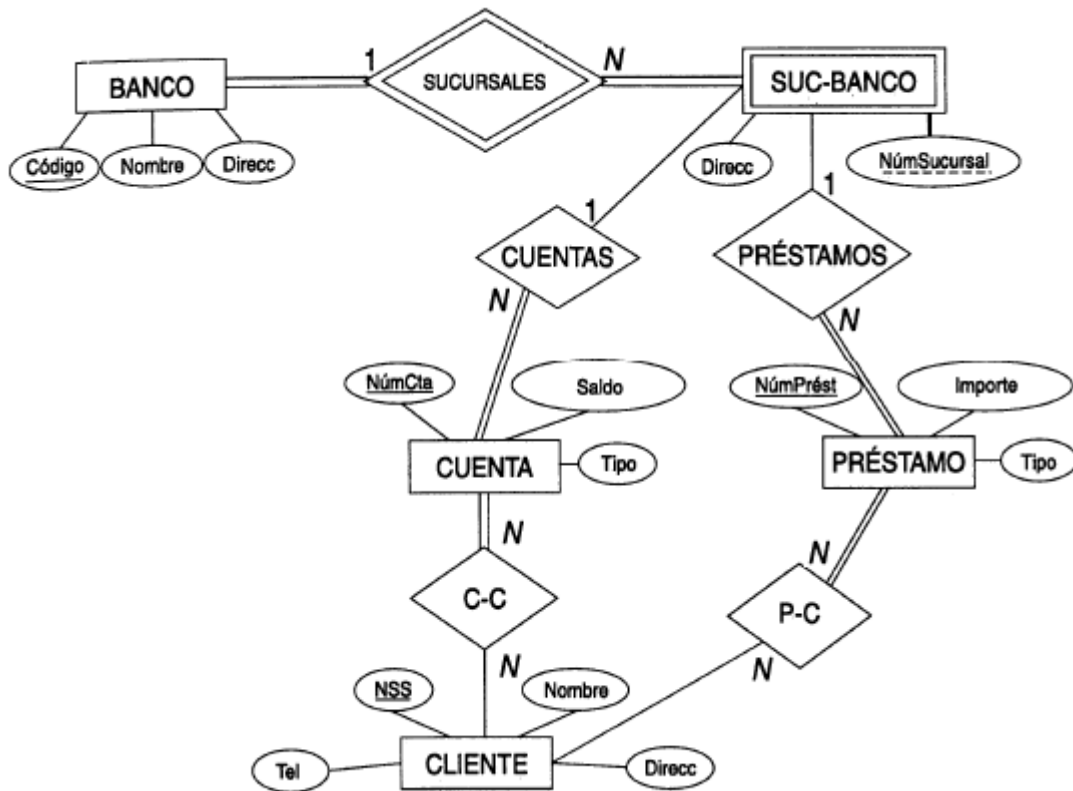 1
N
BANCO
SUCURSALES
SUC-BANCO
Código
Nombre
Direcc
Direcc
NúmSucursal
1
1
CUENTAS
PRÉSTAMOS
N
N
NúmCta
Saldo
NúmPrést
Importe
CUENTA
Tipo
PRÉSTAMO
Tipo
N
N
C-C
P-C
N
N
NSS
Nombre
Tel
CLIENTE
Direcc